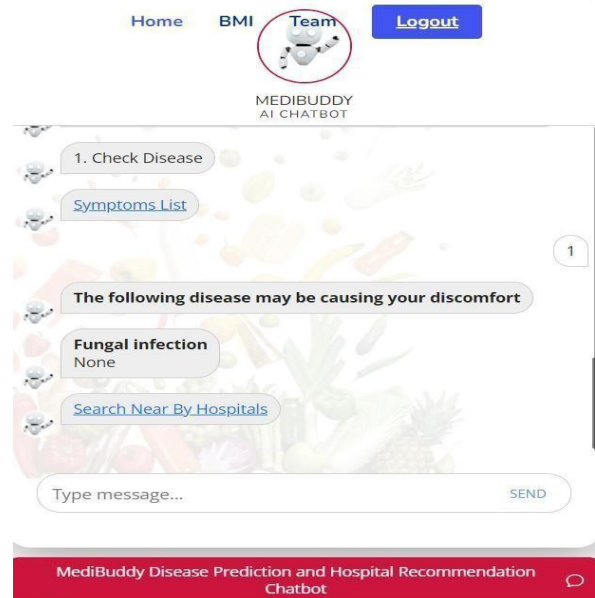 Home BMI Team Logout
MEDIBUDDY
AI CHATBOT
1. Check Disease
Symptoms List
1
The following disease may be causing your discomfort
Fungal infection
None
Search Near By Hospitals
Type message... SEND
MediBuddy Disease Prediction and Hospital Recommendation
Chatbot